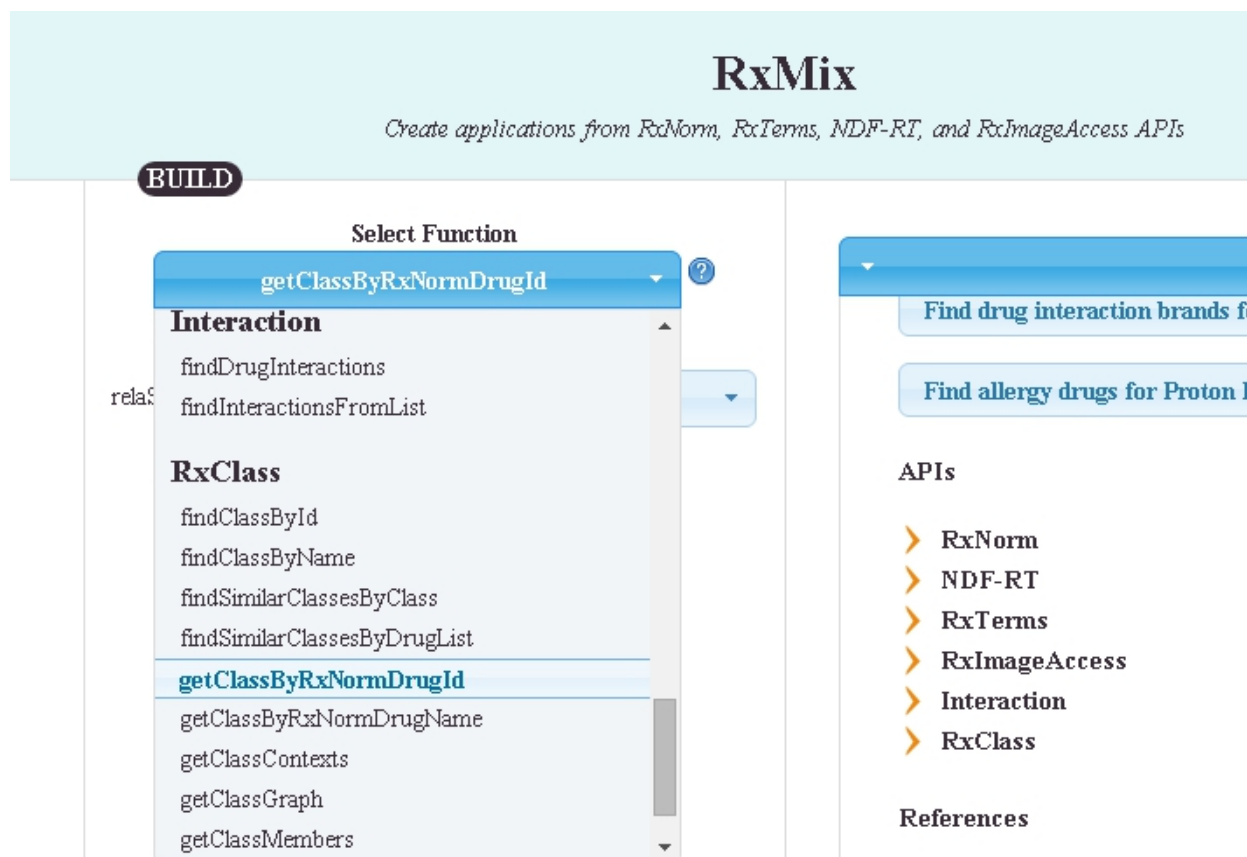 RxMix
Create applications from RxNorm, RxTerms, NDF-RT, and RxImageAccess APIs
BUILD
Select Function
getClassByRxNormDrugId
?
Interaction
findDrugInteractions
findInteractionsFromList
RxClass
findClassById
findClassByName
findSimilarClassesByClass
findSimilarClassesByDrugList
getClassByRxNormDrugId
getClassByRxNormDrugName
getClassContexts
getClassGraph
getClassMembers
Find drug interaction brands
Find allergy drugs for Proton
APIs
RxNorm
NDF-RT
RxTerms
RxImageAccess
Interaction
RxClass
References